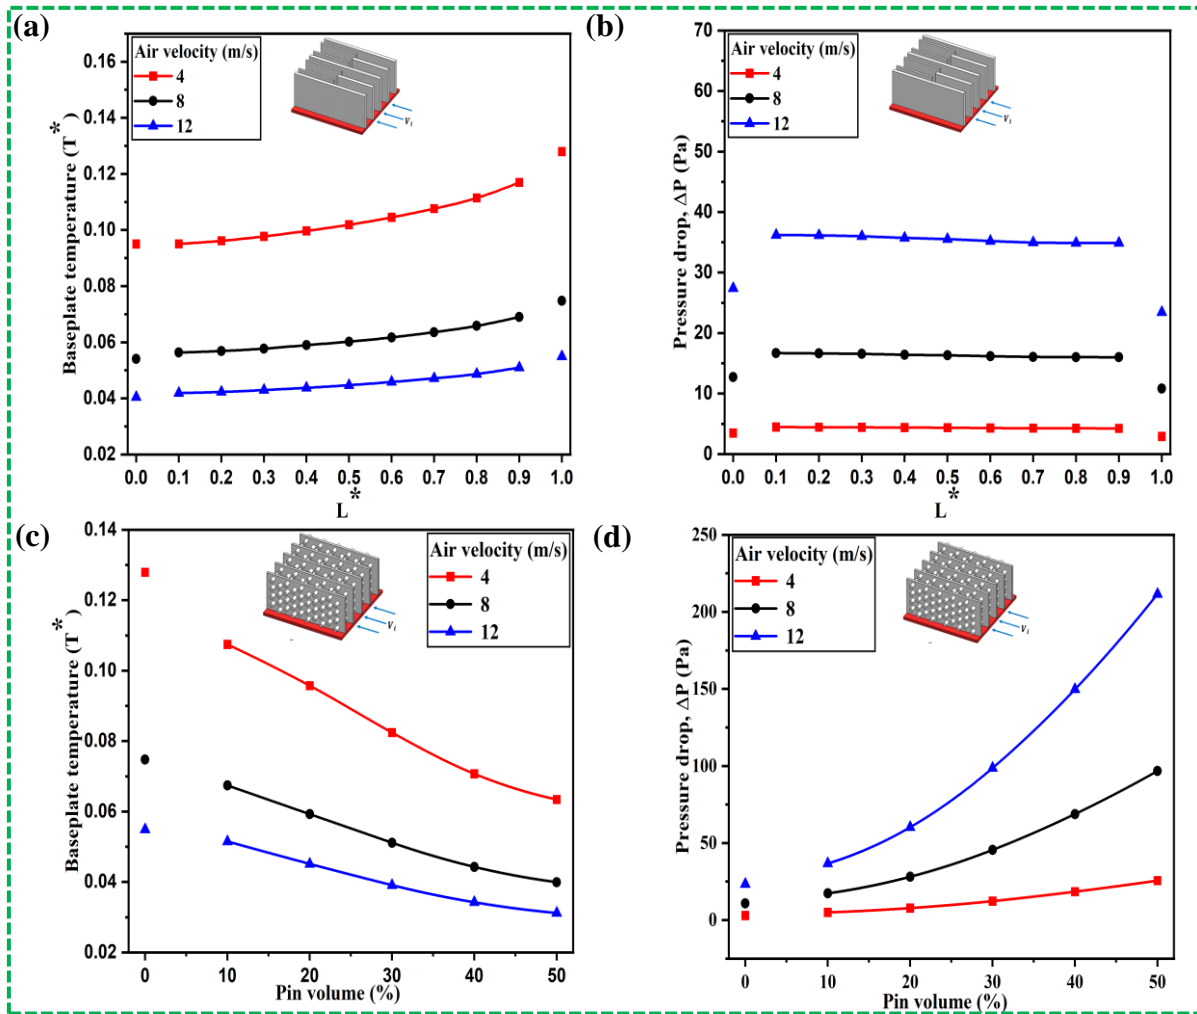 (a)
Air velocity (m/s)
4
8
12
V_i
Baseplate temperature (T*)
0.16
0.14
0.12
0.10
0.08
0.06
0.04
0.02
0.0 0.1 0.2 0.3 0.4 0.5 0.6 0.7 0.8 0.9 1.0
L*
(b)
Air velocity (m/s)
4
8
12
V_i
Pressure drop, ΔP (Pa)
70
60
50
40
30
20
10
0
0.0 0.1 0.2 0.3 0.4 0.5 0.6 0.7 0.8 0.9 1.0
L*
(c)
Air velocity (m/s)
4
8
12
V_i
Baseplate temperature (T*)
0.14
0.12
0.10
0.08
0.06
0.04
0.02
0 10 20 30 40 50
Pin volume (%)
(d)
Air velocity (m/s)
4
8
12
V_i
Pressure drop, ΔP (Pa)
250
200
150
100
50
0
0 10 20 30 40 50
Pin volume (%)